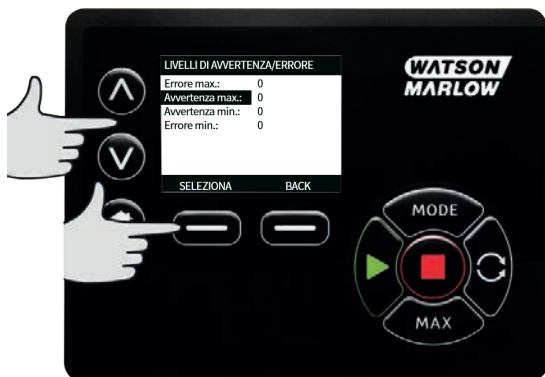 LIVELLI DI AVVERTENZA/ERRORE
Errore max.: 0
Avvertenza max.: 0
Avvertenza min.: 0
Errore min.: 0
SELEZIONA BACK
WATSON
MARLOW
MODE
MAX